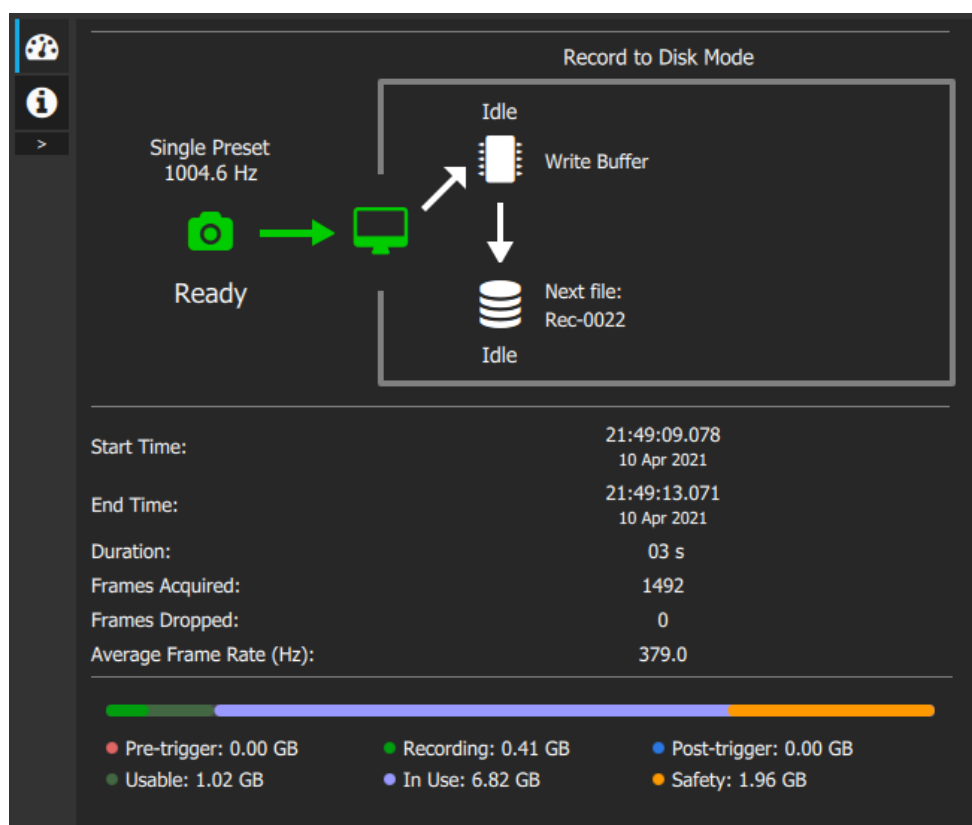 Record to Disk Mode
Idle
Single Preset
1004.6 Hz
Write Buffer
Ready
Next file:
Rec-0022
Idle
>
Start Time: 21:49:09.078
10 Apr 2021
End Time: 21:49:13.071
10 Apr 2021
Duration: 03 s
Frames Acquired: 1492
Frames Dropped: 0
Average Frame Rate (Hz): 379.0
Pre-trigger: 0.00 GB Recording: 0.41 GB Post-trigger: 0.00 GB
Usable: 1.02 GB In Use: 6.82 GB Safety: 1.96 GB